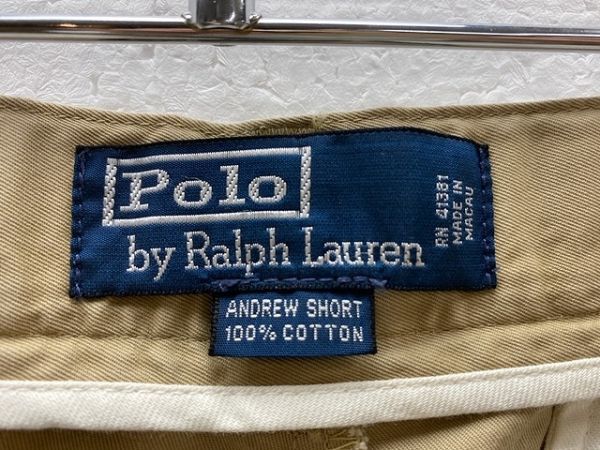 Polo
by Ralph Lauren
RN 41381
MADE IN
MACAU
ANDREW SHORT
100% COTTON